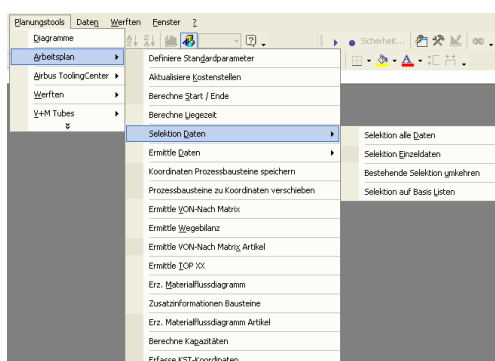 Planungstools Daten Werften Fenster ?
Diagramme
Arbeitsplan
Airbus ToolingCenter
Werften
V+M Tubes
Sicherheit...
Definiere Standardparameter
Aktualisiere Kostenstellen
Berechne Start / Ende
Berechne Liegezeit
Selektion Daten
Ermittle Daten
Koordinaten Prozessbausteine speichern
Prozessbausteine zu Koordinaten verschieben
Ermittle VON-Nach Matrix
Ermittle Wegebilanz
Ermittle VON-Nach Matrix Artikel
Ermittle TOP XX
Erz. Materialflussdiagramm
Zusatzinformationen Bausteine
Erz. Materialflussdiagramm Artikel
Berechne Kapazitäten
Erfasse KST-Koordinaten
Selektion alle Daten
Selektion Einzeldaten
Bestehende Selektion umkehren
Selektion auf Basis Listen